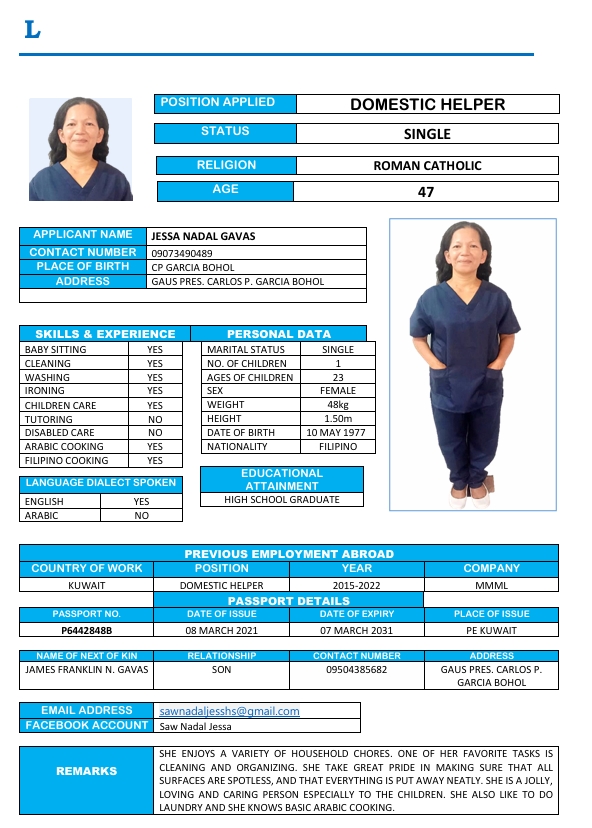 L
POSITION APPLIED DOMESTIC HELPER
STATUS SINGLE
RELIGION ROMAN CATHOLIC
AGE 47
APPLICANT NAME JESSA NADAL GAVAS
CONTACT NUMBER 09073490489
PLACE OF BIRTH CP GARCIA BOHOL
ADDRESS GAUS PRES. CARLOS P. GARCIA BOHOL
SKILLS & EXPERIENCE
BABY SITTING YES
CLEANING YES
WASHING YES
IRONING YES
CHILDREN CARE YES
TUTORING NO
DISABLED CARE NO
ARABIC COOKING YES
FILIPINO COOKING YES
LANGUAGE DIALECT SPOKEN
ENGLISH YES
ARABIC NO
PERSONAL DATA
MARITAL STATUS SINGLE
NO. OF CHILDREN 1
AGES OF CHILDREN 23
SEX FEMALE
WEIGHT 48kg
HEIGHT 1.50m
DATE OF BIRTH 10 MAY 1977
NATIONALITY FILIPINO
EDUCATIONAL
ATTAINMENT
HIGH SCHOOL GRADUATE
PREVIOUS EMPLOYMENT ABROAD
COUNTRY OF WORK POSITION YEAR COMPANY
KUWAIT DOMESTIC HELPER 2015-2022 MMML
PASSPORT DETAILS
PASSPORT NO. DATE OF ISSUE DATE OF EXPIRY PLACE OF ISSUE
P6442848B 08 MARCH 2021 07 MARCH 2031 PE KUWAIT
NAME OF NEXT OF KIN RELATIONSHIP CONTACT NUMBER ADDRESS
JAMES FRANKLIN N. GAVAS SON 09504385682 GAUS PRES. CARLOS P.
GARCIA BOHOL
EMAIL ADDRESS sawnadaljesshs@gmail.com
FACEBOOK ACCOUNT Saw Nadal Jessa
REMARKS
SHE ENJOYS A VARIETY OF HOUSEHOLD CHORES. ONE OF HER FAVORITE TASKS IS
CLEANING AND ORGANIZING. SHE TAKE GREAT PRIDE IN MAKING SURE THAT ALL
SURFACES ARE SPOTLESS, AND THAT EVERYTHING IS PUT AWAY NEATLY. SHE IS A JOLLY,
LOVING AND CARING PERSON ESPECIALLY TO THE CHILDREN. SHE ALSO LIKE TO DO
LAUNDRY AND SHE KNOWS BASIC ARABIC COOKING.